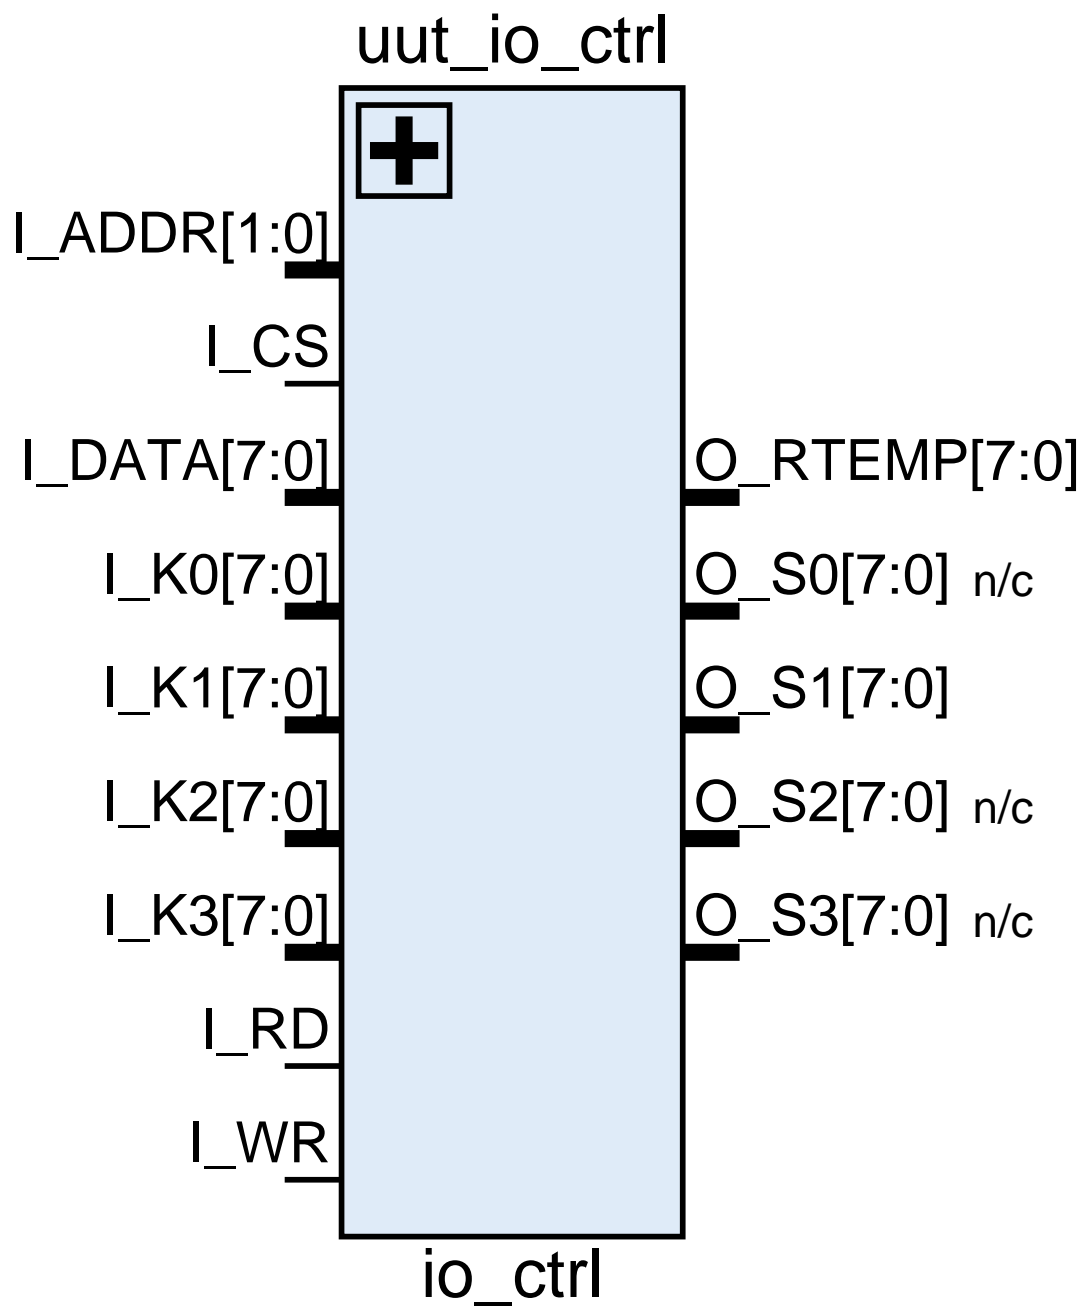 uut_io_ctrl
I_ADDR[1:0]
I_CS
I_DATA[7:0] O_RTEMP[7:0]
I_K0[7:0] O_S0[7:0] n/c
I_K1[7:0] O_S1[7:0]
I_K2[7:0] O_S2[7:0] n/c
I_K3[7:0] O_S3[7:0] n/c
I_RD
I_WR
io_ctrl